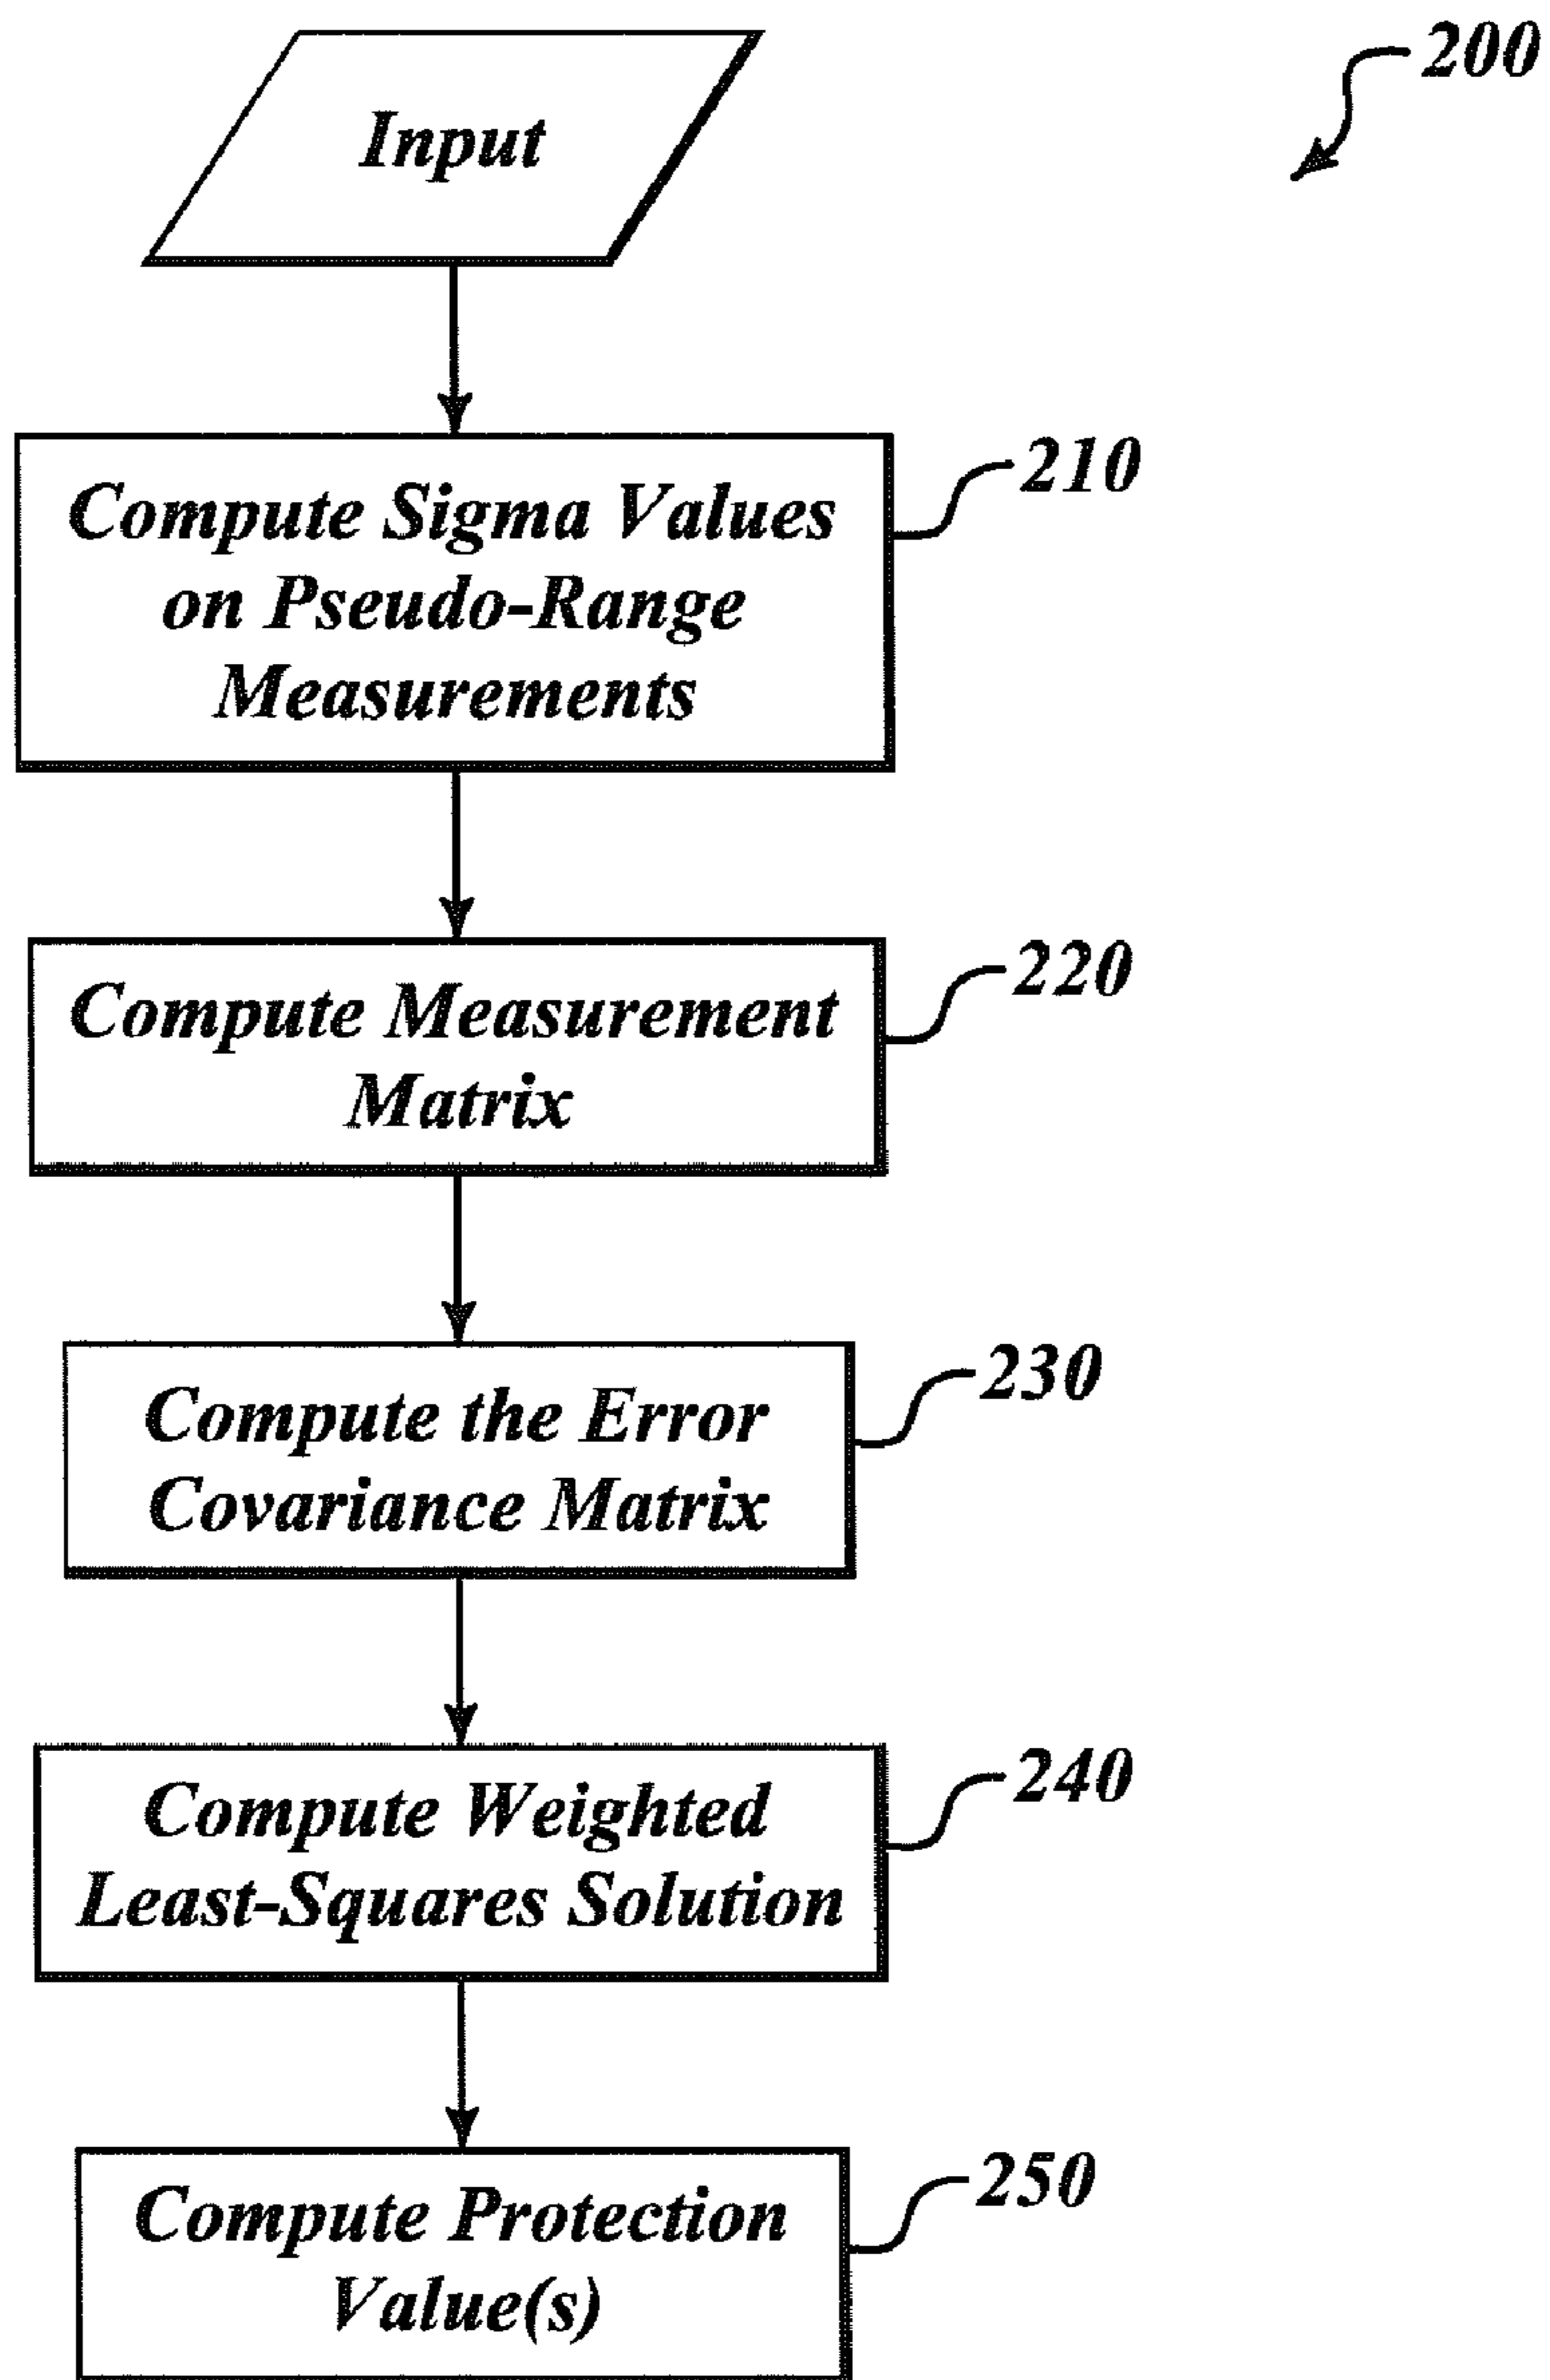 200
Input
210
Compute Sigma Values
on Pseudo-Range
Measurements
220
Compute Measurement
Matrix
230
Compute the Error
Covariance Matrix
240
Compute Weighted
Least-Squares Solution
250
Compute Protection
Value(s)